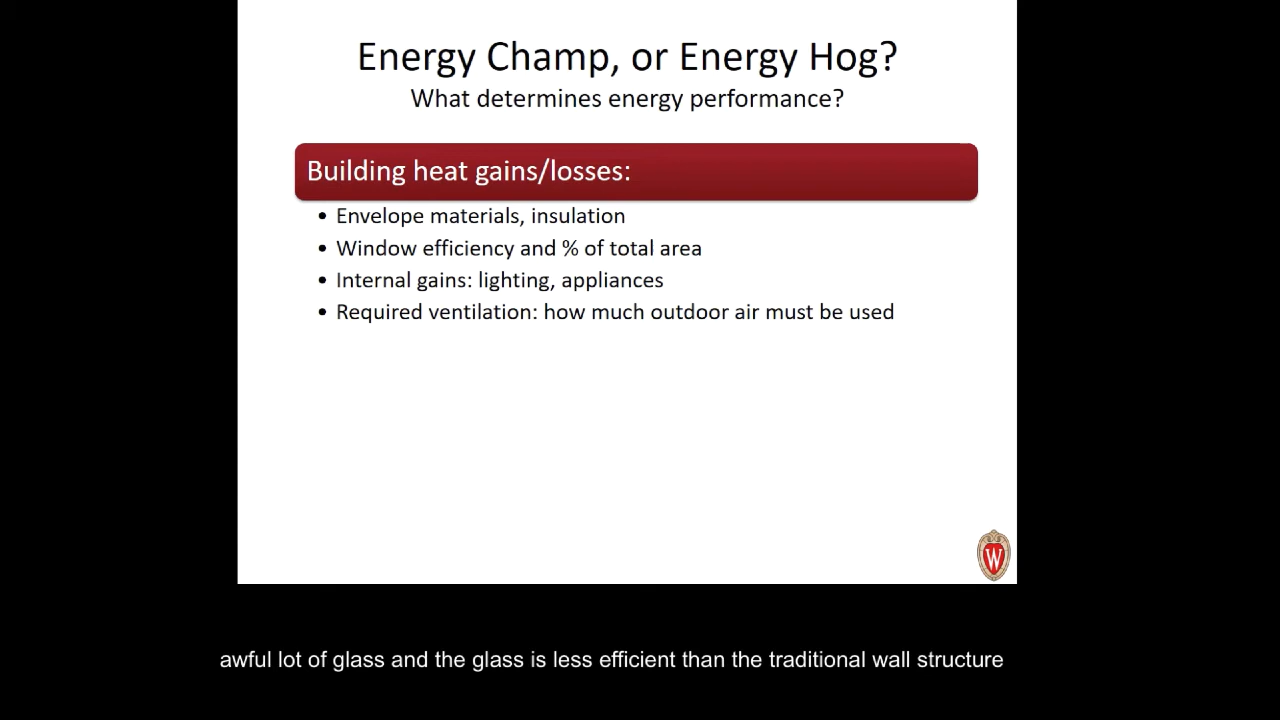 Energy Champ, or Energy Hog?
What determines energy performance?
Building heat gains/losses:
• Envelope materials, insulation
• Window efficiency and % of total area
• Internal gains: lighting, appliances
• Required ventilation: how much outdoor air must be used
W
awful lot of glass and the glass is less efficient than the traditional wall structure